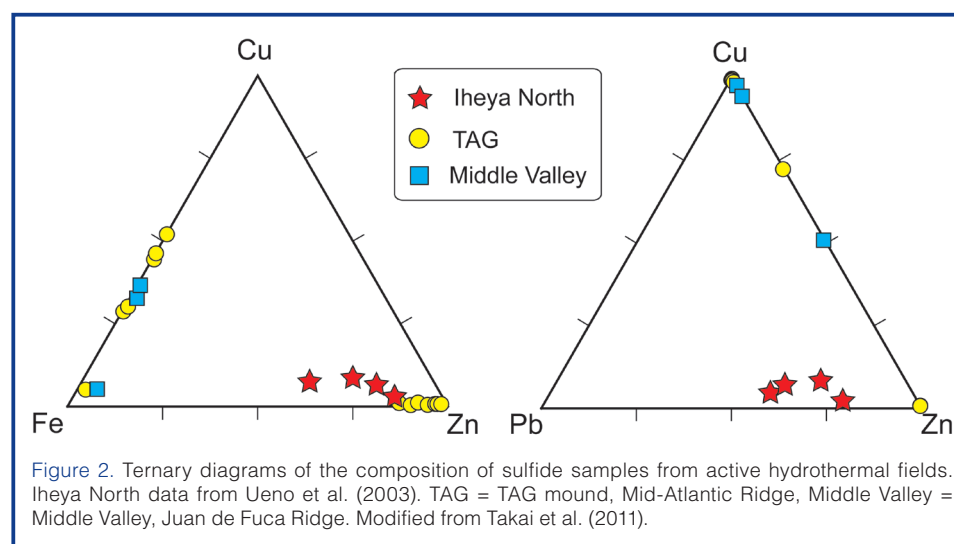 Cu
Cu
Iheya North
TAG
Middle Valley
Fe
Zn
Pb
Zn
Figure 2. Ternary diagrams of the composition of sulfide samples from active hydrothermal fields.
Iheya North data from Ueno et al. (2003). TAG = TAG mound, Mid-Atlantic Ridge, Middle Valley =
Middle Valley, Juan de Fuca Ridge. Modified from Takai et al. (2011).